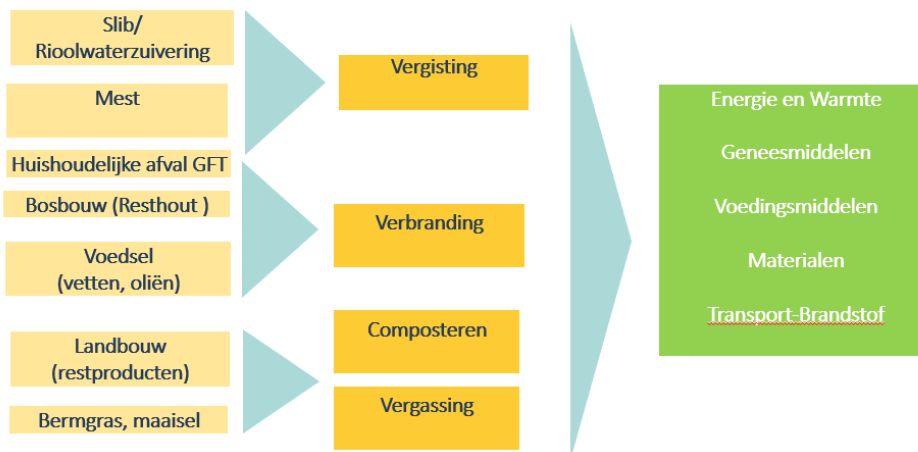 Slib/
Rioolwaterzuivering
Mest
Huishoudelijke afval GFT
Bosbouw (Resthout )
Voedsel
(vetten, oliën)
Landbouw
(restproducten)
Bermgras, maaisel
Vergisting
Verbranding
Composteren
Vergassing
Energie en Warmte
Geneesmiddelen
Voedingsmiddelen
Materialen
Transport-Brandstof